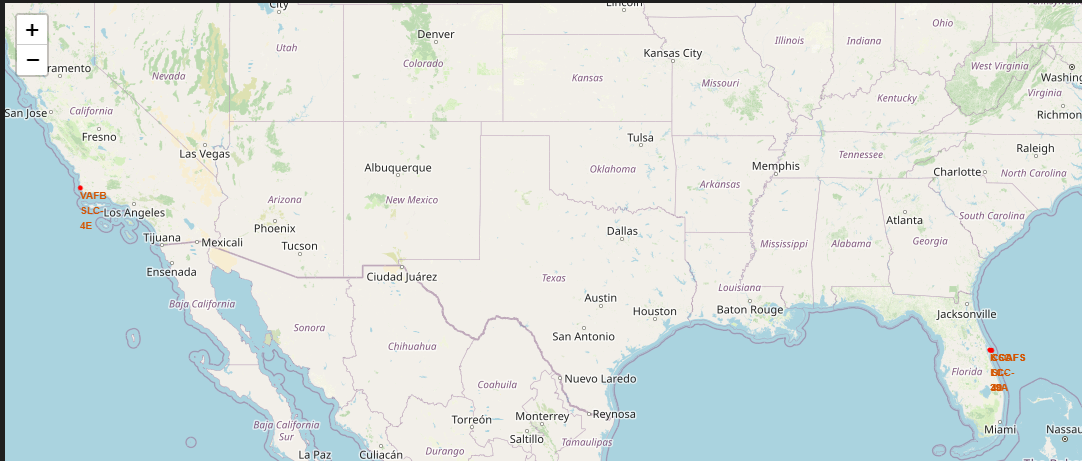 +
−
City
Lincoln
Denver
Utah
Colorado
Kansas City
Kansas
Missouri
Illinois
Indiana
Ohio
West Virginia
Virginia
Kentucky
ramento
Nevada
San Jose
California
Fresno
Las Vegas
Albuquerque
Tulsa
Oklahoma
Memphis
Tennessee
Raleigh
Charlotte
North Carolina
Arkansas
VAFB
SLC-
4E
Los Angeles
Arizona
New Mexico
Phoenix
Tucson
Tijuana
Mexicali
Dallas
Atlanta
South Carolina
Mississippi
Alabama
Georgia
Ensenada
Ciudad Juárez
Texas
Louisiana
Baja California
Austin
Houston
Baton Rouge
Jacksonville
Sonora
San Antonio
Chihuahua
CCAFS
Florida
Coahuila
Nuevo Laredo
Torreón
Monterrey
Reynosa
Baja California
Sur
Saltillo
Tamaulipas
Miami
Nassau
La Paz
Culiacán
Durango